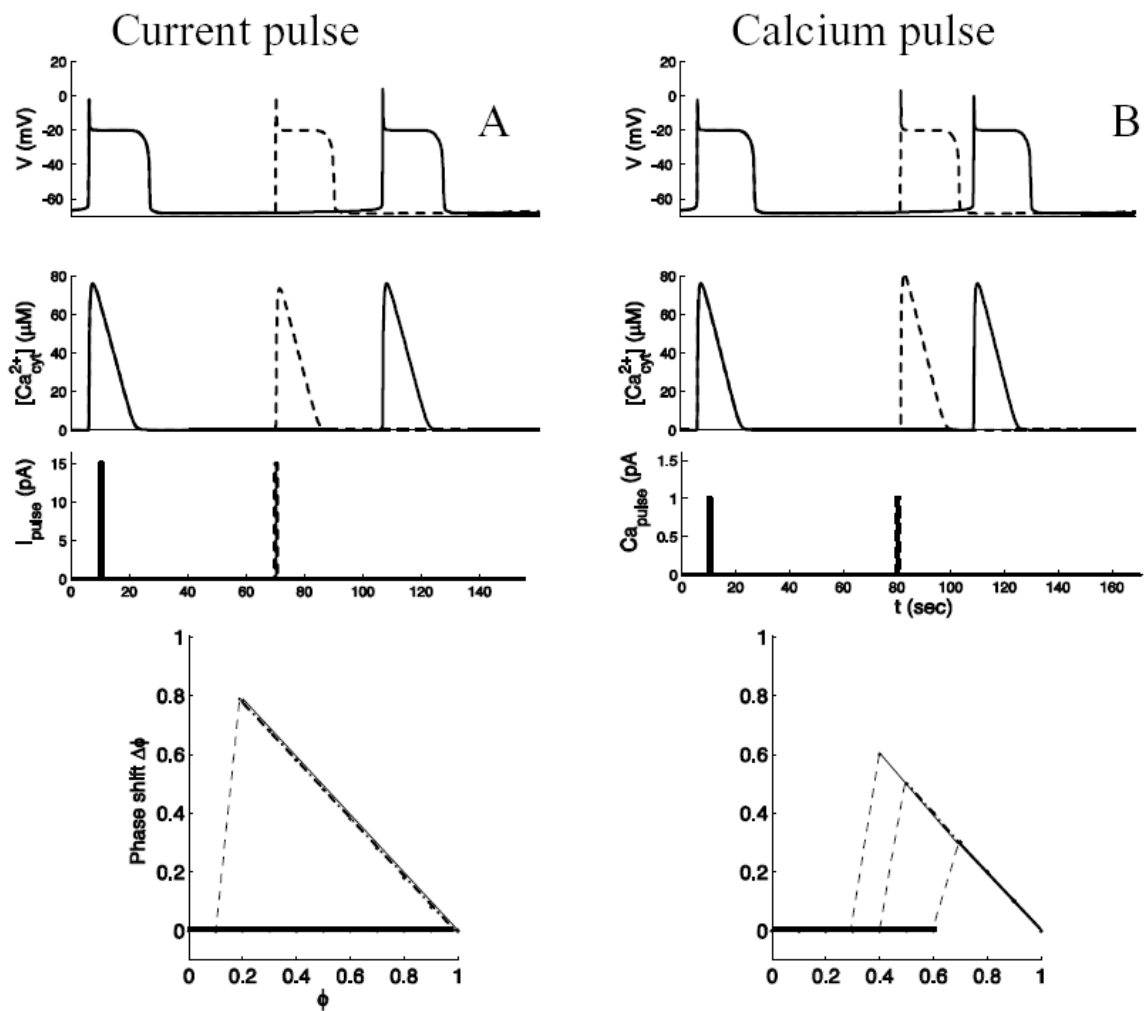 Current pulse
Calcium pulse
A
B
V (mV)
20
0
-20
-40
-60
V (mV)
20
0
-20
-40
-60
[Ca²⁺cyt] (μM)
80
60
40
20
0
[Ca²⁺cyt] (μM)
80
60
40
20
0
I pulse (pA)
15
10
5
0
0 20 40 60 80 100 120 140
Ca pulse (pA
1.5
1
0.5
0
0 20 40 60 80 100 120 140 160
t (sec)
Phase shift Δϕ
1
0.8
0.6
0.4
0.2
0
0 0.2 0.4 0.6 0.8 1
ϕ
1
0.8
0.6
0.4
0.2
0
0 0.2 0.4 0.6 0.8 1